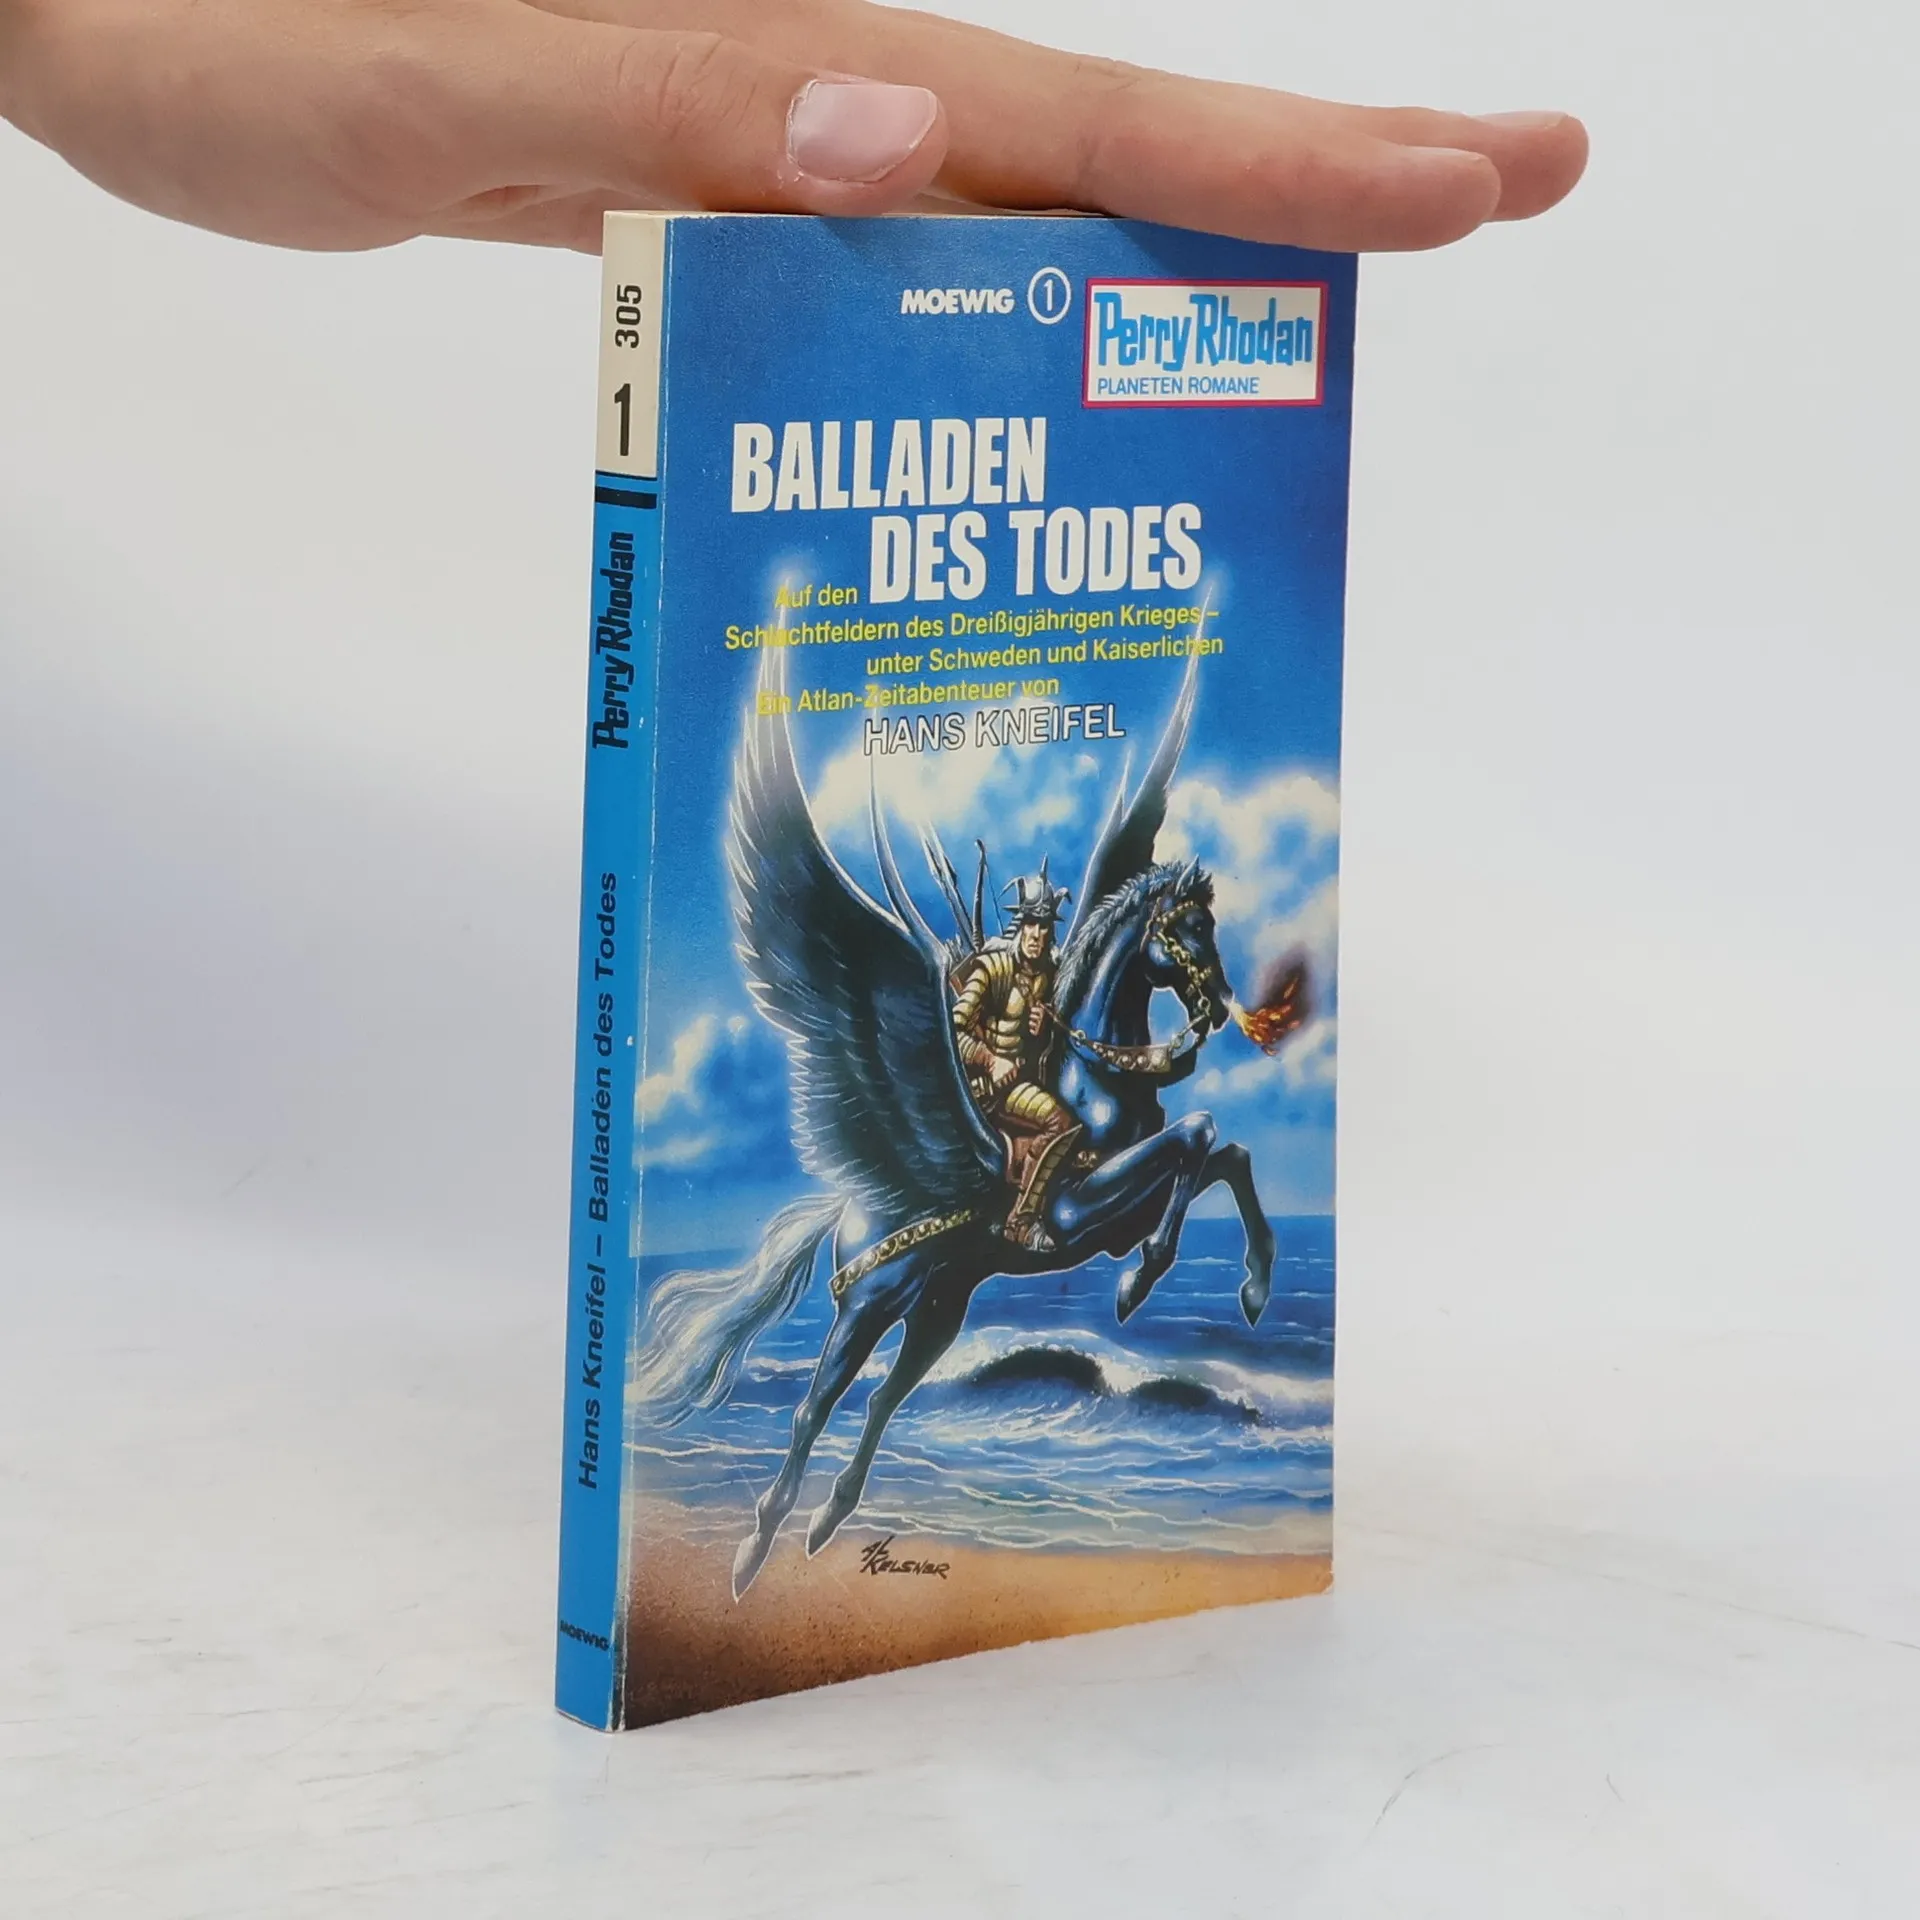 305
1
Perry Rhodan
Hans Kneifel – Balladen des Todes
MOEWIG
MOEWIG 1
Perry Rhodan
PLANETEN ROMANE
BALLADEN
DES TODES
Auf den
Schlachtfeldern des Dreißigjährigen Krieges –
unter Schweden und Kaiserlichen
Ein Atlan-Zeitabenteuer von
HANS KNEIFEL
AL KELSNER